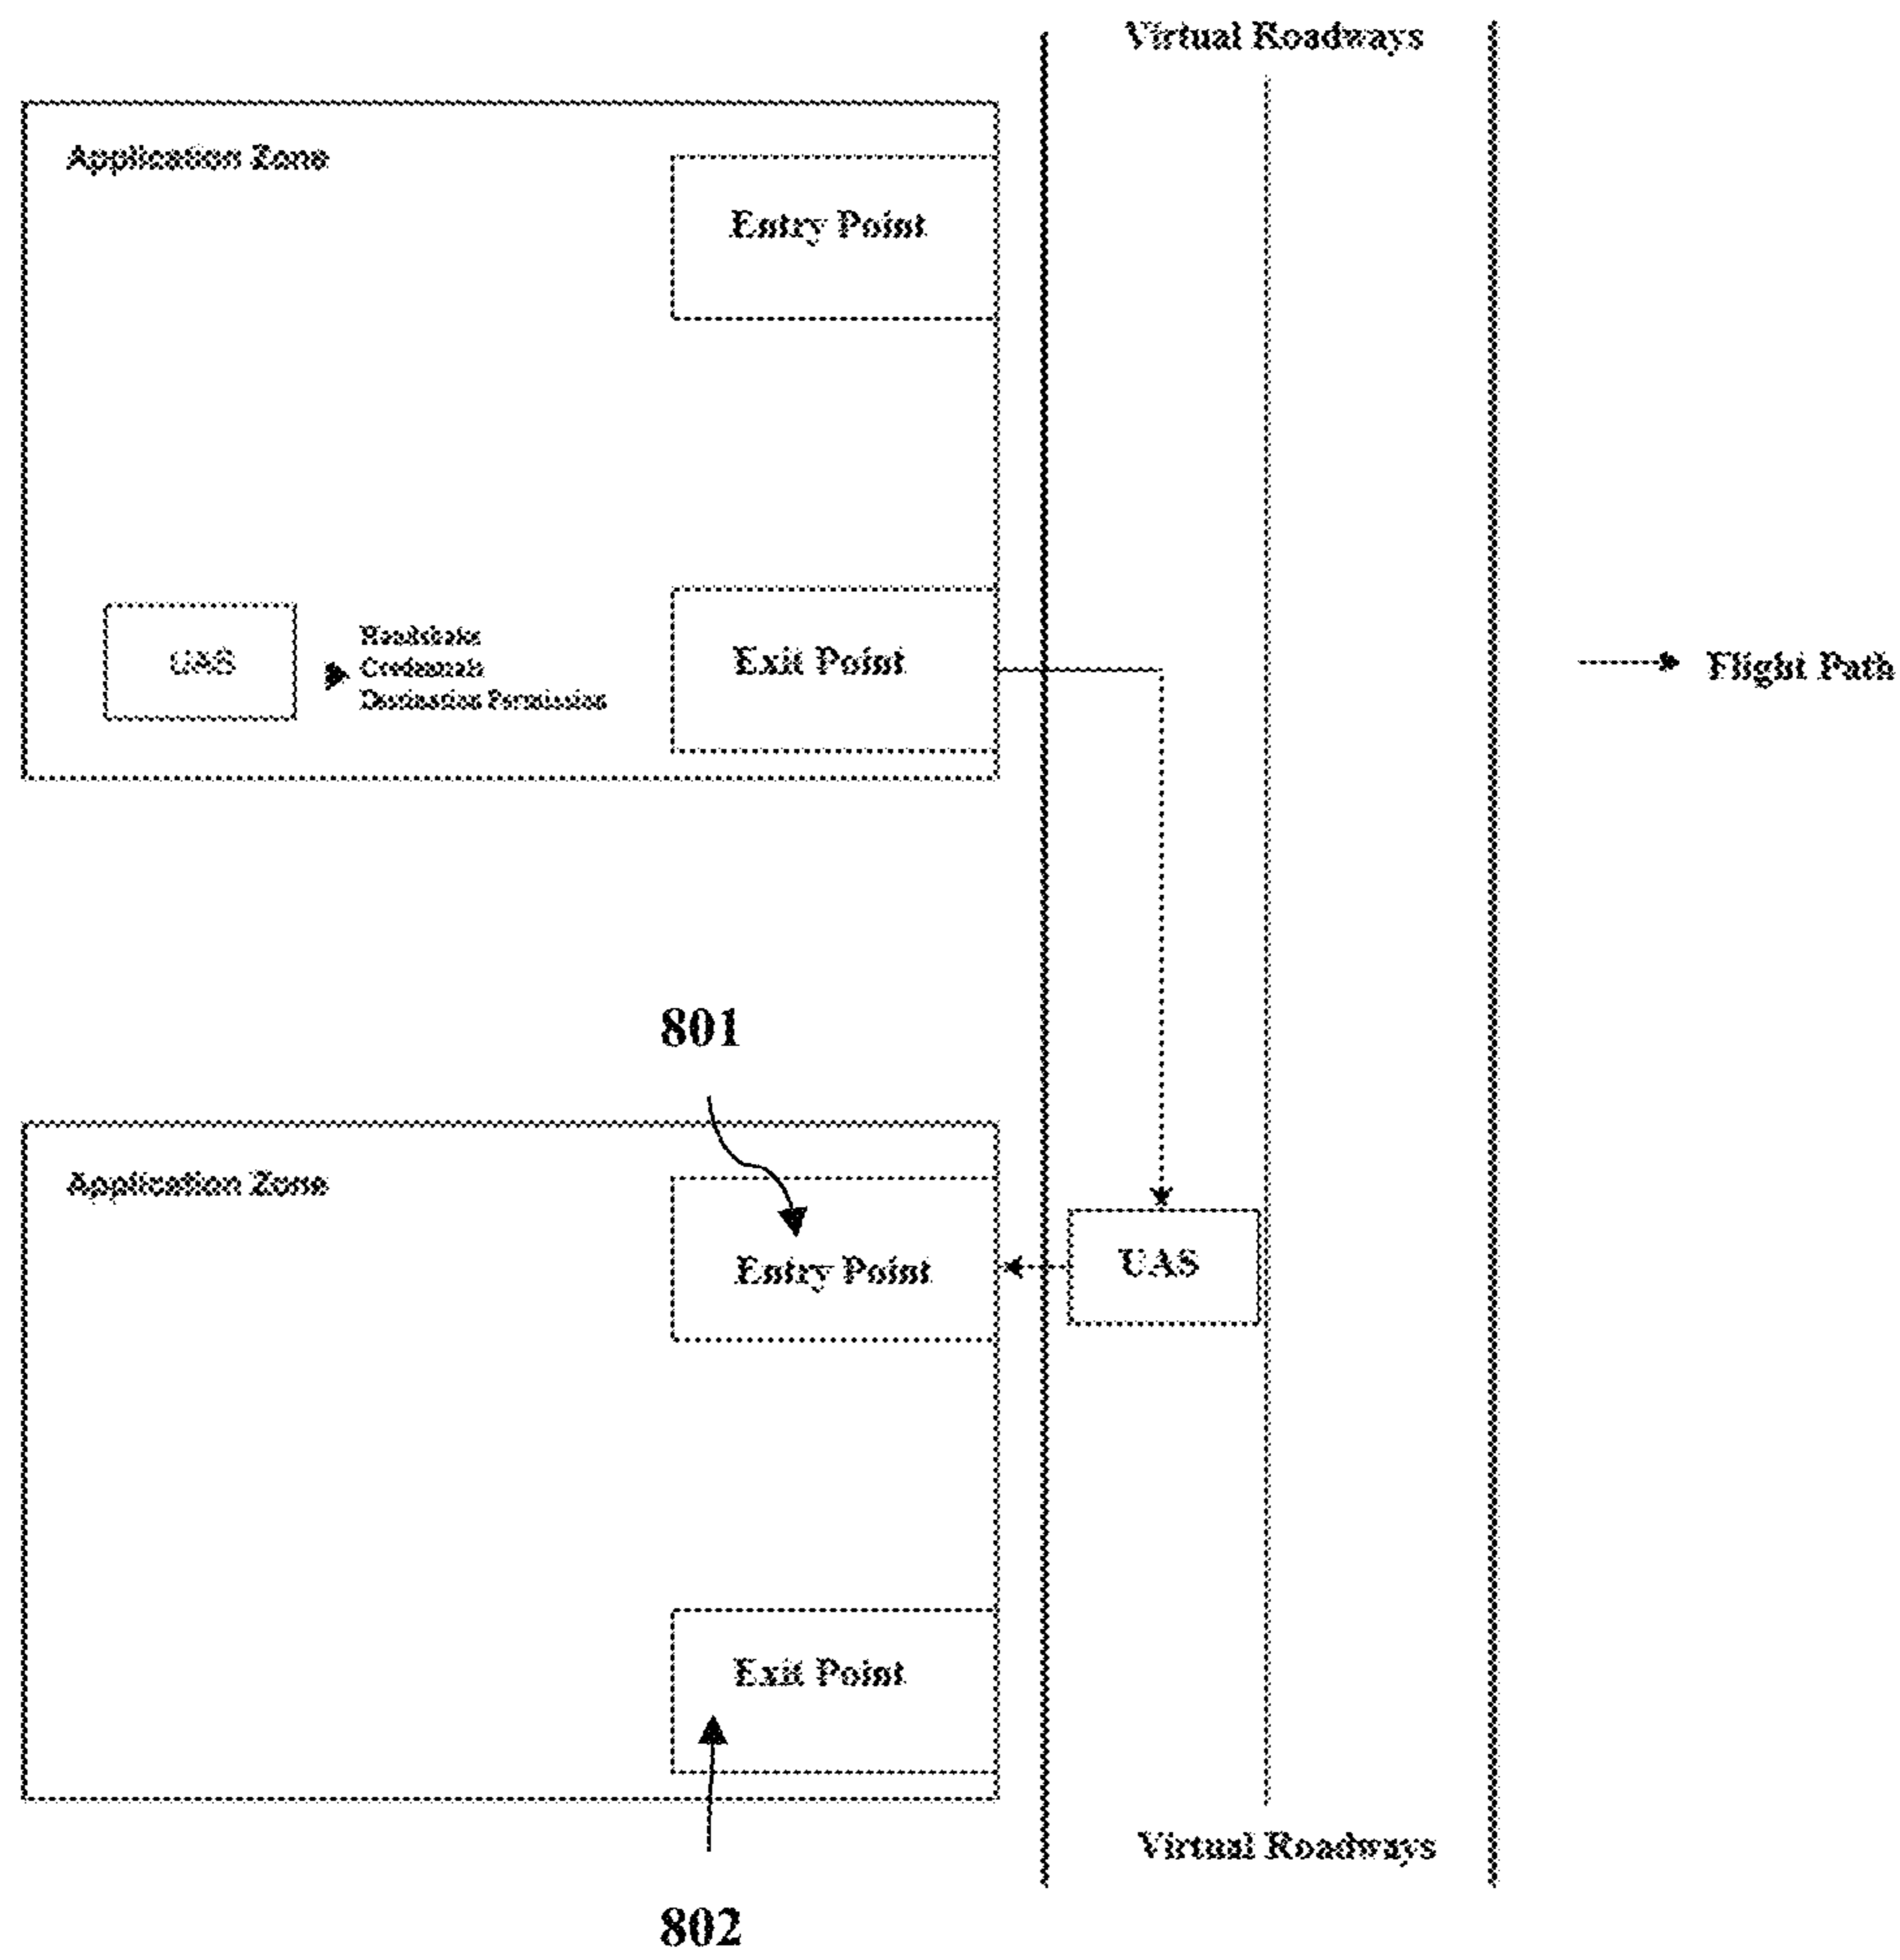 Virtual Roadways
Application Zone
Entry Point
UAS
Handshake
Credentials
Destination Permission
Exit Point
Flight Path
801
Application Zone
Entry Point
UAS
Exit Point
Virtual Roadways
802